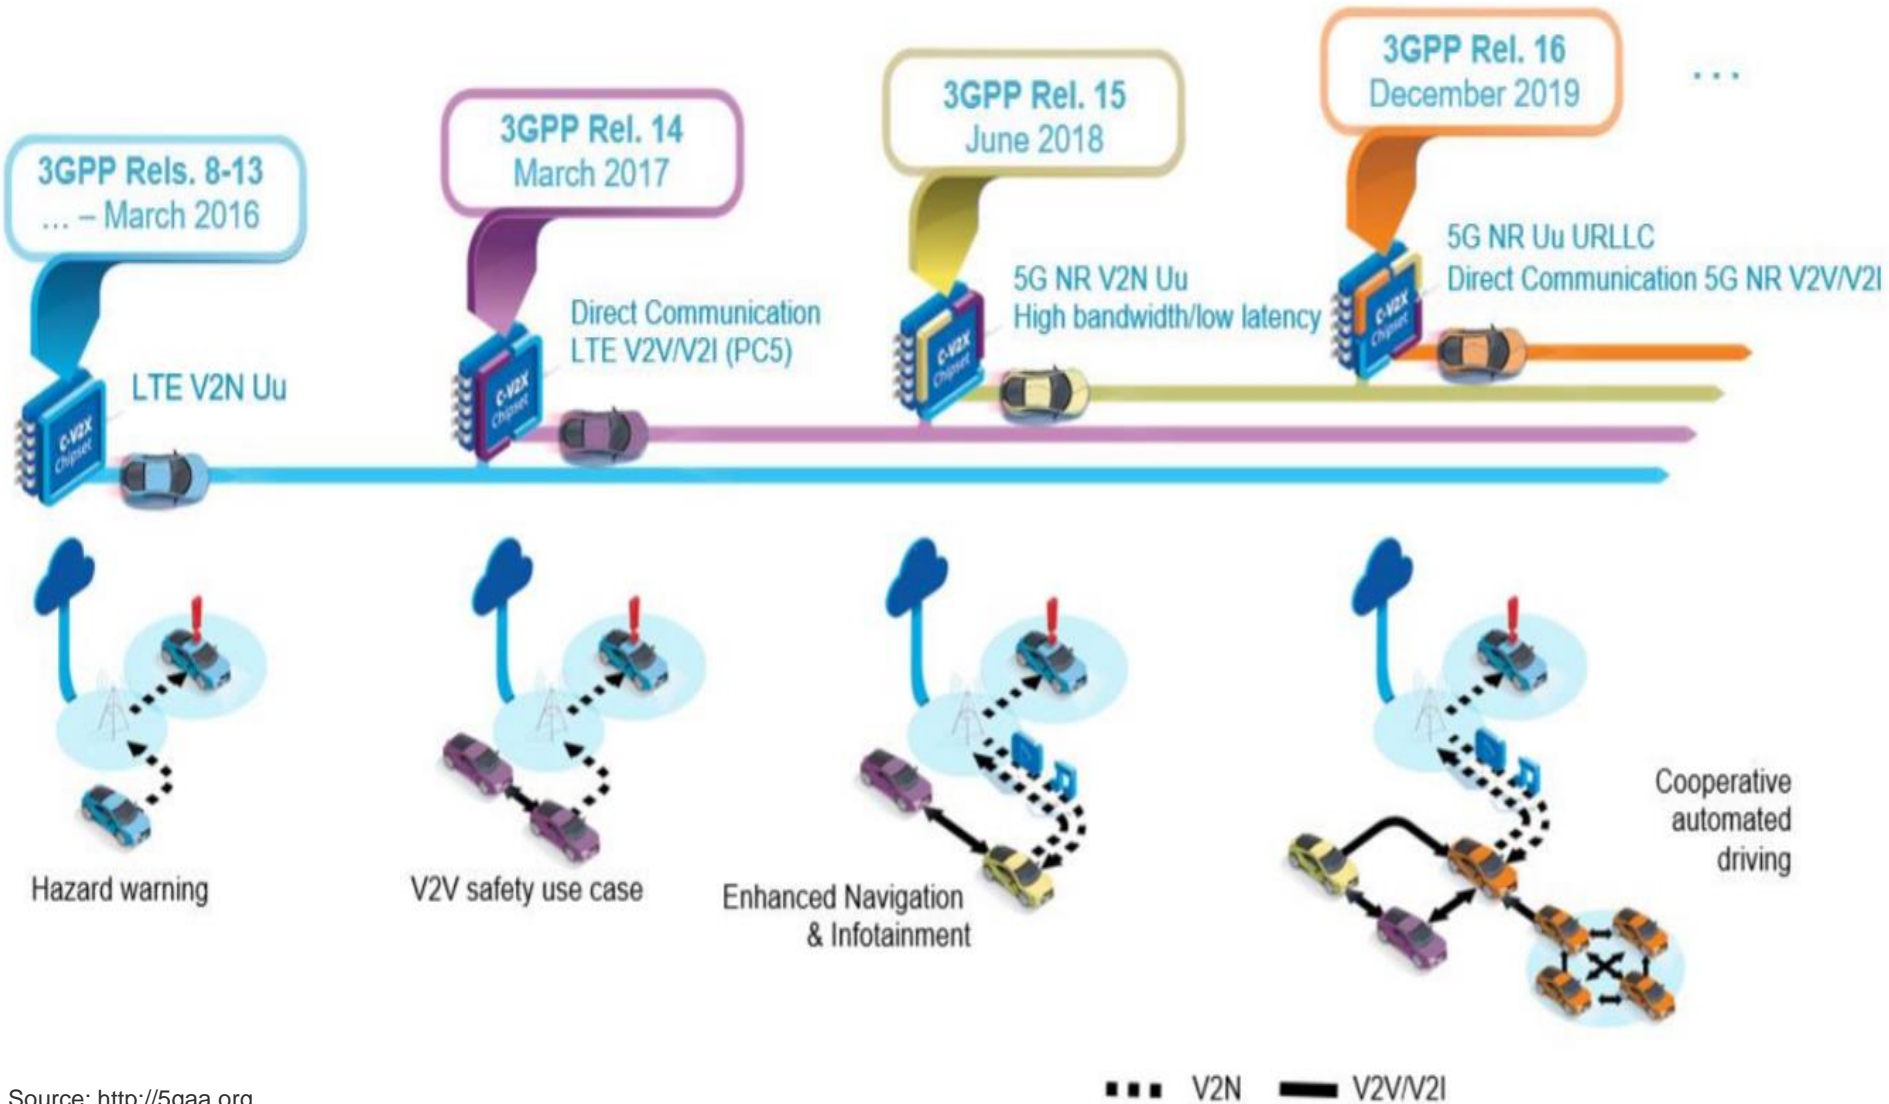 3GPP Rels. 8-13
... – March 2016
3GPP Rel. 14
March 2017
3GPP Rel. 15
June 2018
3GPP Rel. 16
December 2019
...
LTE V2N Uu
Direct Communication
LTE V2V/V2I (PC5)
5G NR V2N Uu
High bandwidth/low latency
5G NR Uu URLLC
Direct Communication 5G NR V2V/V2I
C-V2X
Chipset
C-V2X
Chipset
C-V2X
Chipset
C-V2X
Chipset
Hazard warning
V2V safety use case
Enhanced Navigation
& Infotainment
Cooperative
automated
driving
V2N
V2V/V2I
Source: http://5gaa.org